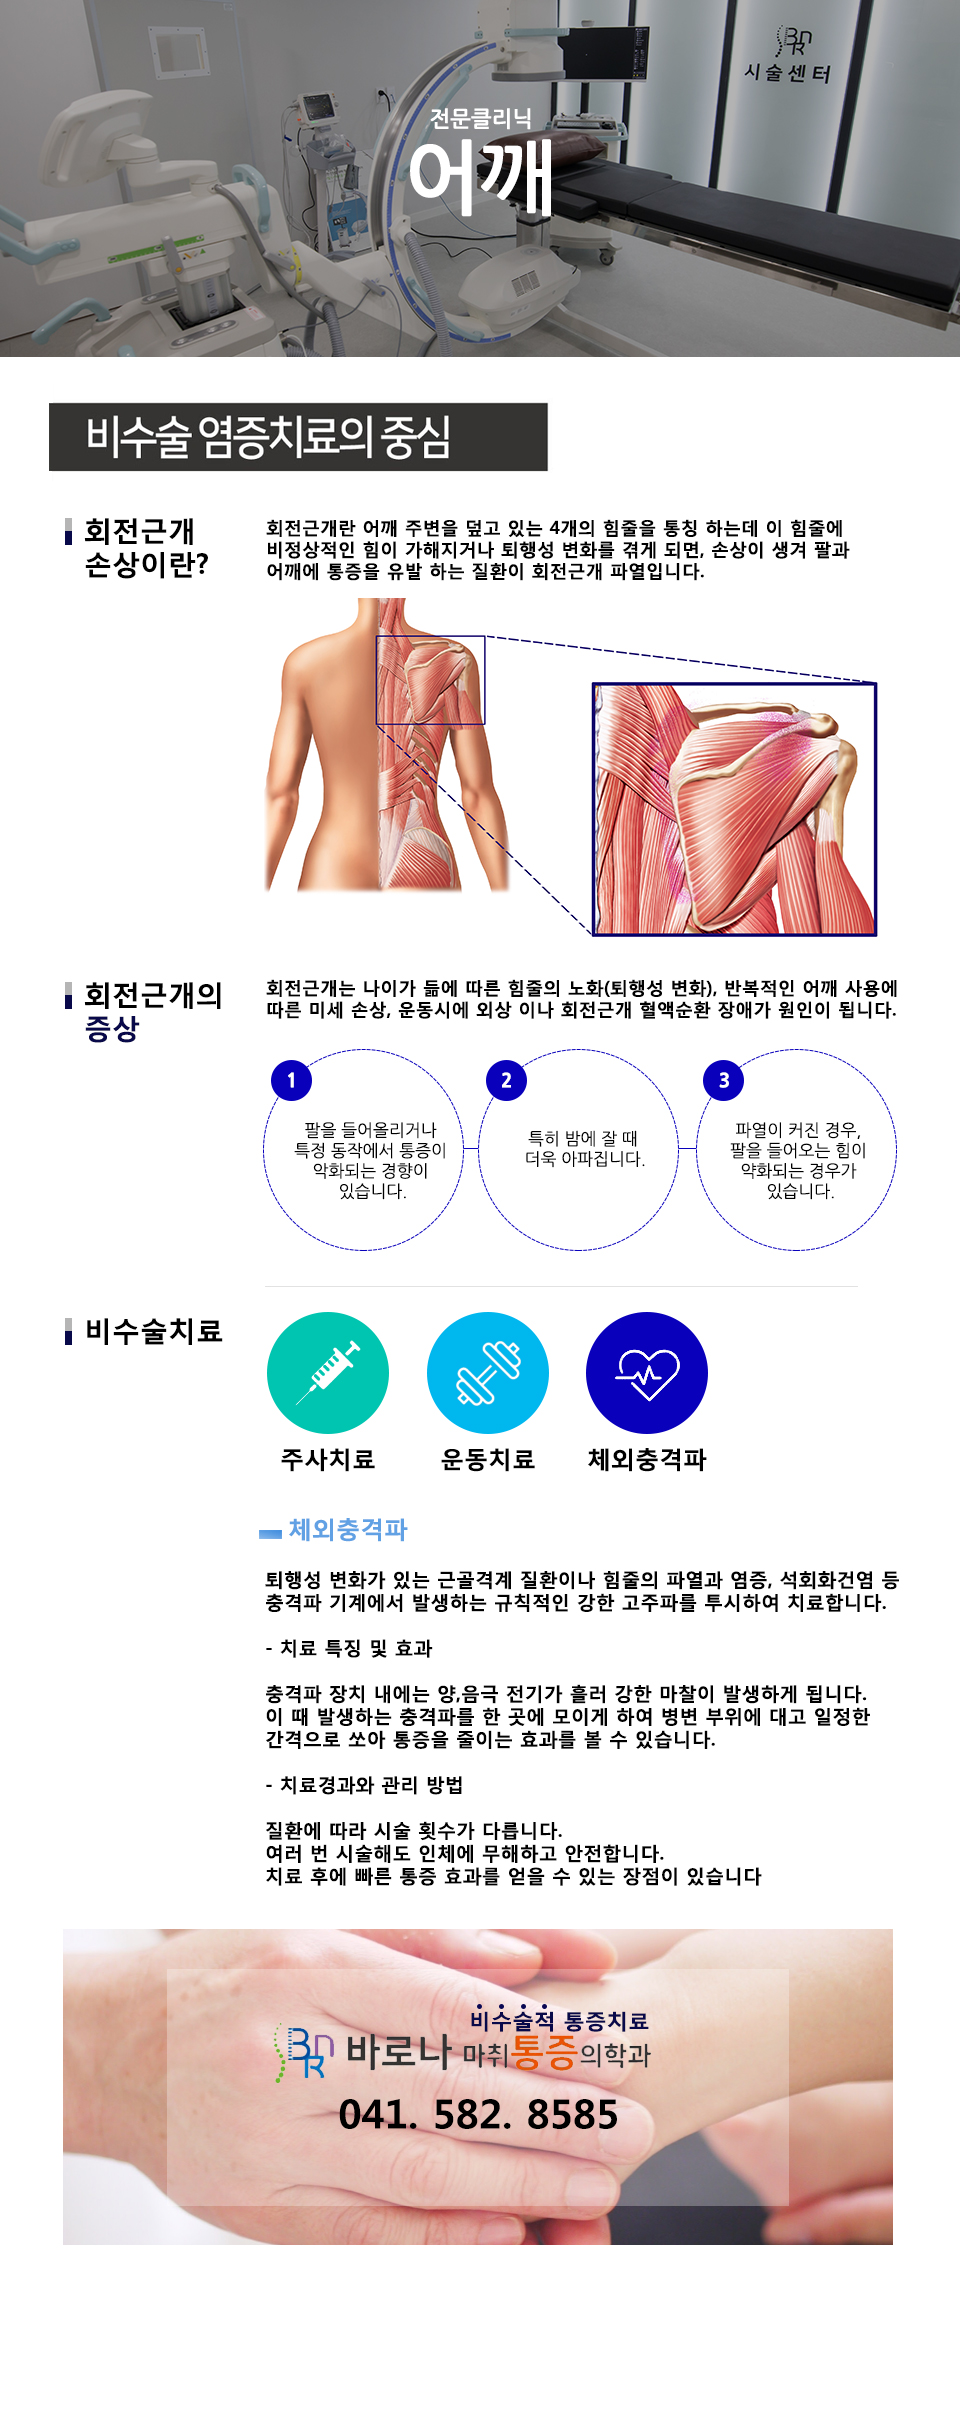 BNR
시술센터
전문클리닉
어깨
비수술 염증치료의 중심
회전근개
손상이란?
회전근개란 어깨 주변을 덮고 있는 4개의 힘줄을 통칭 하는데 이 힘줄에
비정상적인 힘이 가해지거나 퇴행성 변화를 겪게 되면, 손상이 생겨 팔과
어깨에 통증을 유발 하는 질환이 회전근개 파열입니다.
회전근개의
증상
회전근개는 나이가 듦에 따른 힘줄의 노화(퇴행성 변화), 반복적인 어깨 사용에
따른 미세 손상, 운동시에 외상 이나 회전근개 혈액순환 장애가 원인이 됩니다.
1
팔을 들어올리거나
특정 동작에서 통증이
악화되는 경향이
있습니다.
2
특히 밤에 잘 때
더욱 아파집니다.
3
파열이 커진 경우,
팔을 들어오는 힘이
약화되는 경우가
있습니다.
비수술치료
주사치료
운동치료
체외충격파
체외충격파
퇴행성 변화가 있는 근골격계 질환이나 힘줄의 파열과 염증, 석회화건염 등
충격파 기계에서 발생하는 규칙적인 강한 고주파를 투시하여 치료합니다.
- 치료 특징 및 효과
충격파 장치 내에는 양,음극 전기가 흘러 강한 마찰이 발생하게 됩니다.
이 때 발생하는 충격파를 한 곳에 모이게 하여 병변 부위에 대고 일정한
간격으로 쏘아 통증을 줄이는 효과를 볼 수 있습니다.
- 치료경과와 관리 방법
질환에 따라 시술 횟수가 다릅니다.
여러 번 시술해도 인체에 무해하고 안전합니다.
치료 후에 빠른 통증 효과를 얻을 수 있는 장점이 있습니다
비수술적 통증치료
BNR 바로나 마취통증의학과
041. 582. 8585